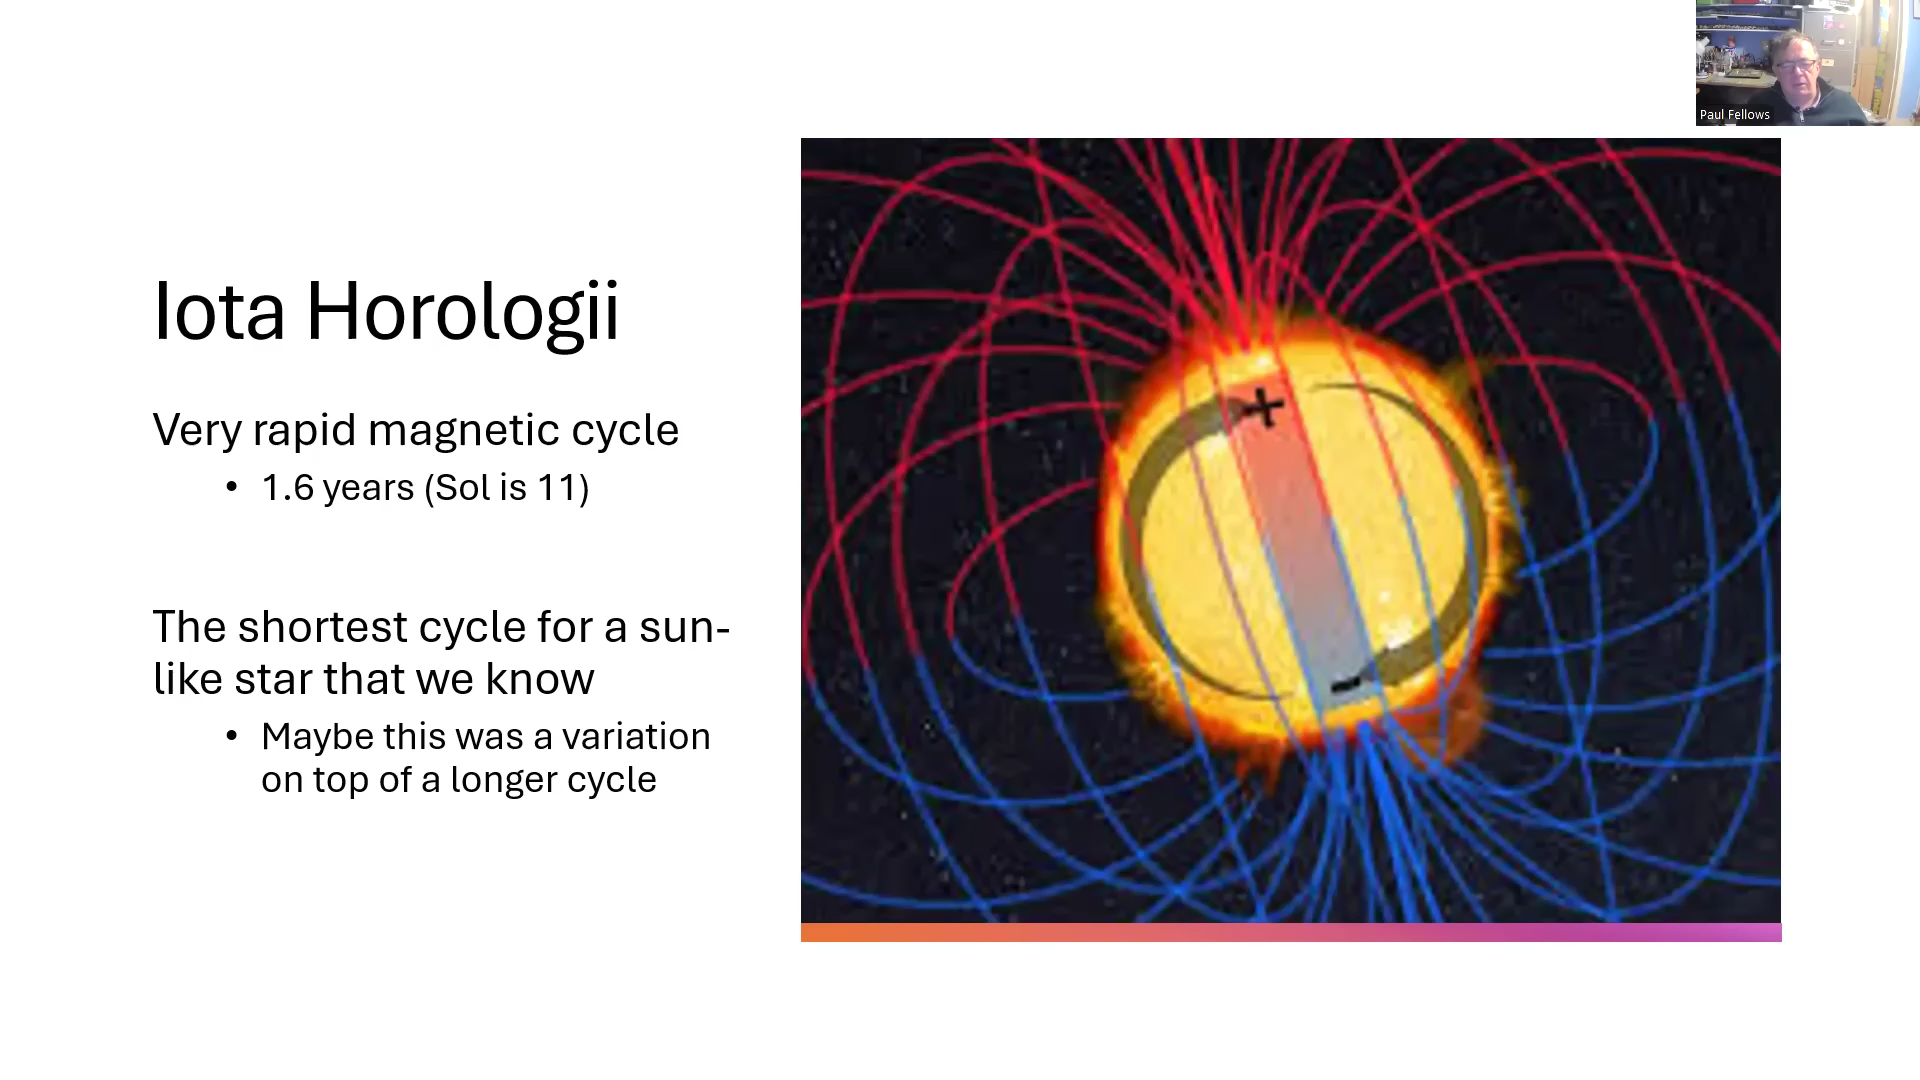 Paul Fellows
Iota Horologii
Very rapid magnetic cycle
• 1.6 years (Sol is 11)
The shortest cycle for a sun-
like star that we know
• Maybe this was a variation
on top of a longer cycle
+
-